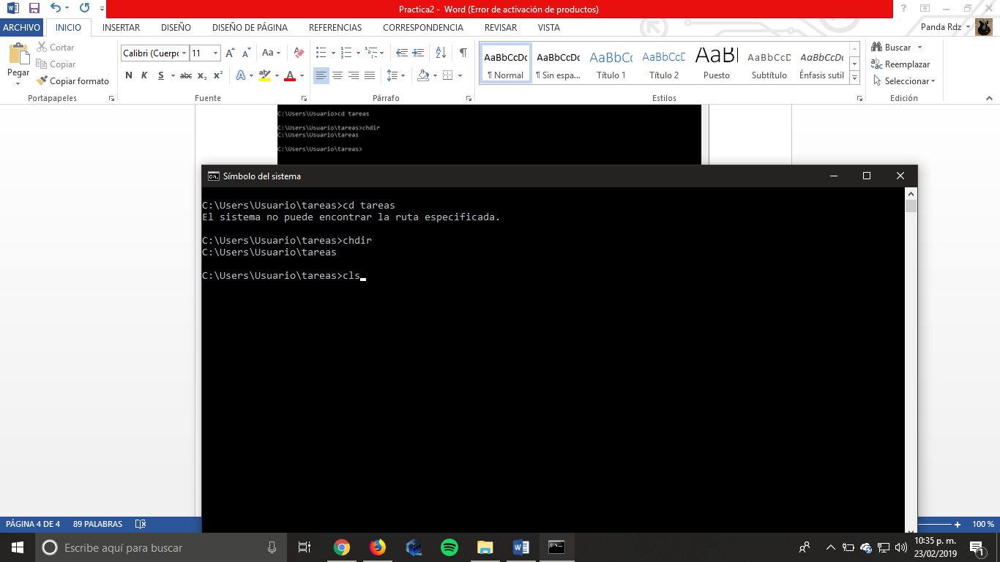 Practica2 - Word (Error de activación de productos)
ARCHIVO INICIO INSERTAR DISEÑO DISEÑO DE PÁGINA REFERENCIAS CORRESPONDENCIA REVISAR VISTA Panda Rdz
Pegar
Cortar
Copiar
Copiar formato
Portapapeles
Calibri (Cuerpo 11
N K S abc x₂ x²
Fuente
Párrafo
AaBbCcDc AaBbCcDc AaBbCc AaBbCcD AaB AaBbCcD AaBbCcDc
¶ Normal ¶ Sin espa... Título 1 Título 2 Puesto Subtítulo Énfasis sutil
Estilos
Buscar
Reemplazar
Seleccionar
Edición
C:\Users\Usuario>cd tareas
C:\Users\Usuario\tareas>chdir
C:\Users\Usuario\tareas
C:\Users\Usuario\tareas>
Símbolo del sistema
C:\Users\Usuario\tareas>cd tareas
El sistema no puede encontrar la ruta especificada.
C:\Users\Usuario\tareas>chdir
C:\Users\Usuario\tareas
C:\Users\Usuario\tareas>cls
PÁGINA 4 DE 4 89 PALABRAS 100 %
Escribe aquí para buscar
10:35 p. m.
23/02/2019
1